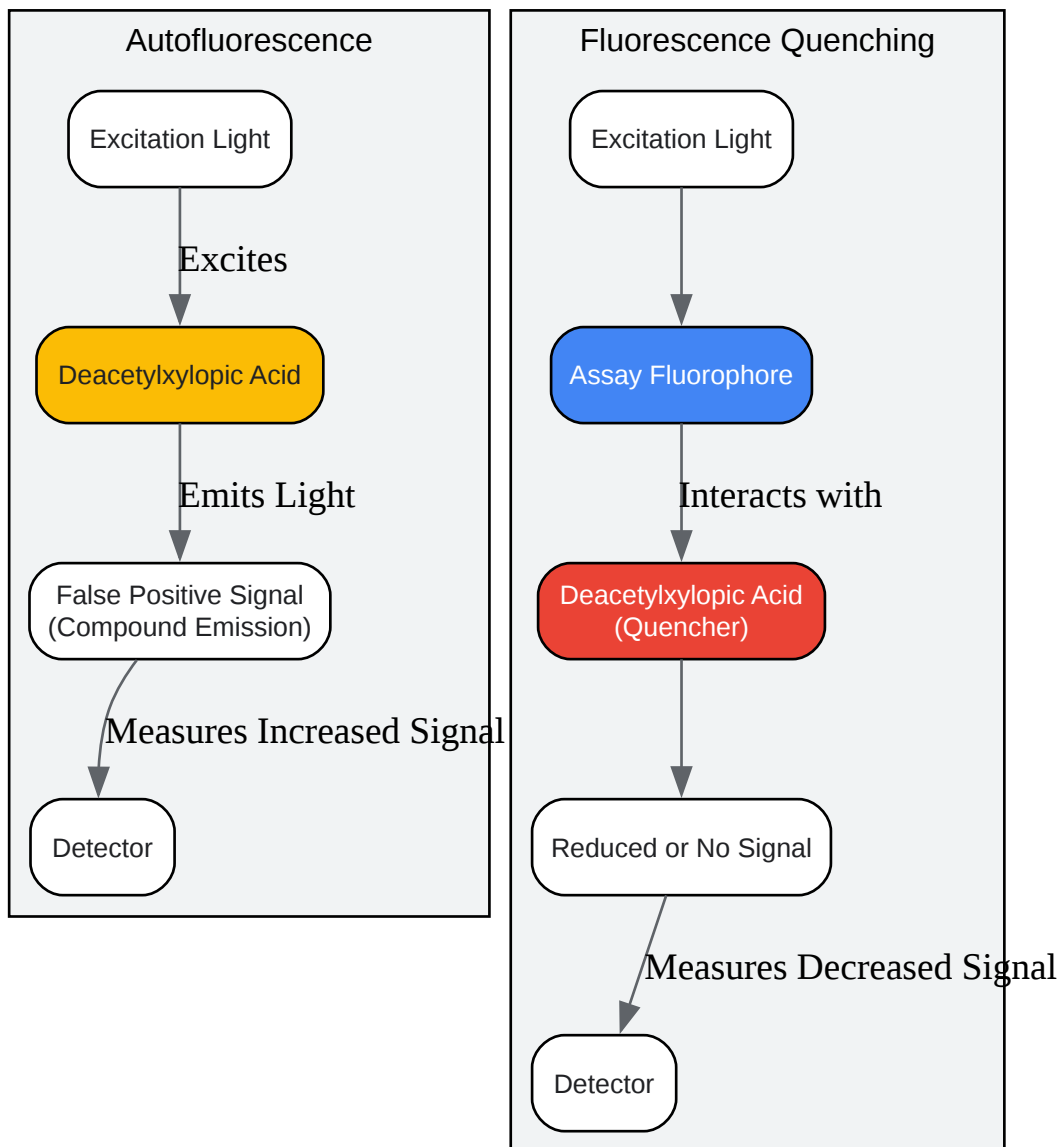 Autofluorescence
Excitation Light
Excites
Deacetylxylopic Acid
Emits Light
False Positive Signal
(Compound Emission)
Measures Increased Signal
Detector
Fluorescence Quenching
Excitation Light
Assay Fluorophore
Interacts with
Deacetylxylopic Acid
(Quencher)
Reduced or No Signal
Measures Decreased Signal
Detector